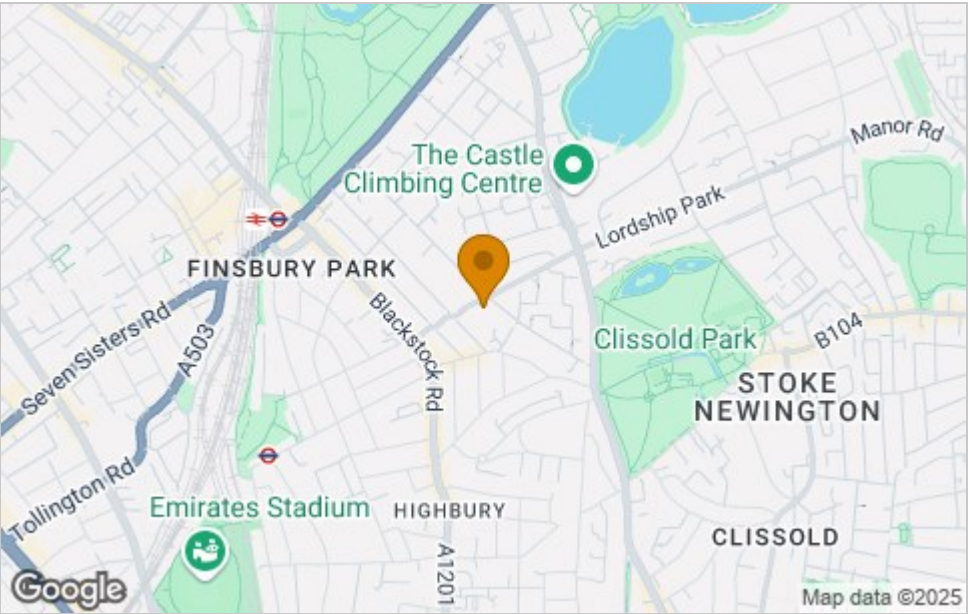 Manor Rd
The Castle
Climbing Centre
Lordship Park
FINSBURY PARK
Blackstock Rd
Seven Sisters Rd
A503
Clissold Park
B104
STOKE
NEWINGTON
Tollington Rd
Emirates Stadium
HIGHBURY
CLISSOLD
A1201
Google
Map data ©2025